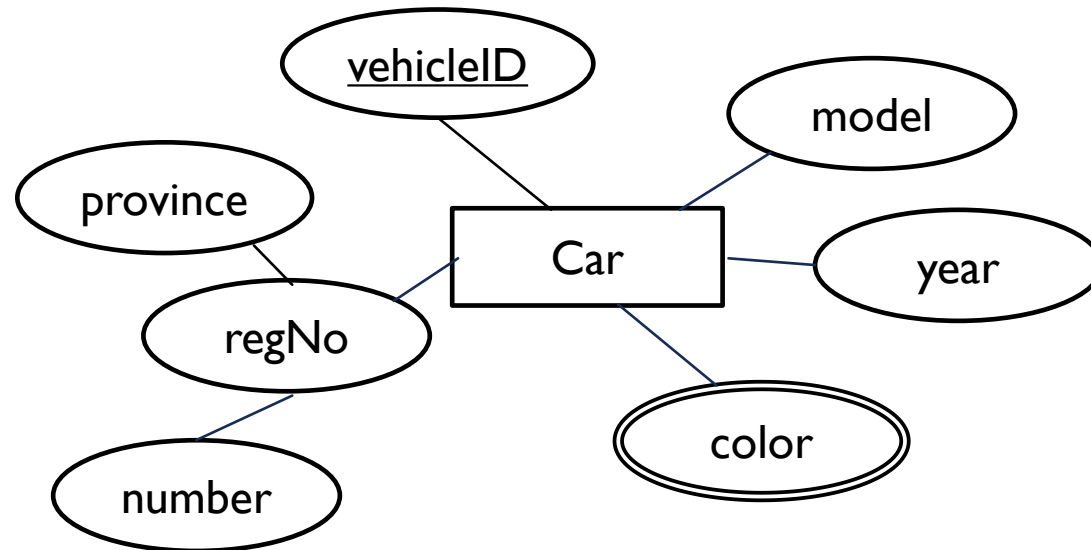 vehicleID
model
province
Car
year
regNo
color
number